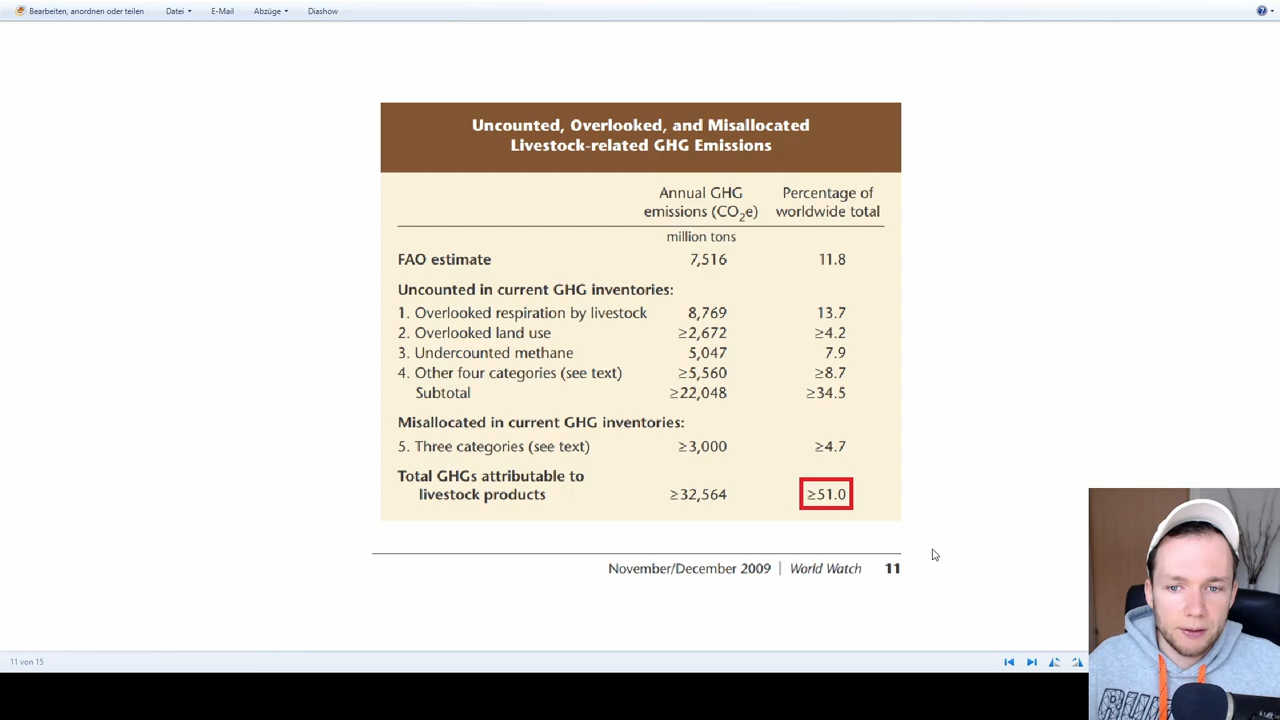 Bearbeiten, anordnen oder teilen Datei E-Mail Abzüge Diashow
Uncounted, Overlooked, and Misallocated
Livestock-related GHG Emissions
Annual GHG Percentage of
emissions (CO₂e) worldwide total
million tons
FAO estimate 7,516 11.8
Uncounted in current GHG inventories:
1. Overlooked respiration by livestock 8,769 13.7
2. Overlooked land use ≥2,672 ≥4.2
3. Undercounted methane 5,047 7.9
4. Other four categories (see text) ≥5,560 ≥8.7
Subtotal ≥22,048 ≥34.5
Misallocated in current GHG inventories:
5. Three categories (see text) ≥3,000 ≥4.7
Total GHGs attributable to
livestock products ≥32,564 ≥51.0
November/December 2009 | World Watch 11
11 von 15